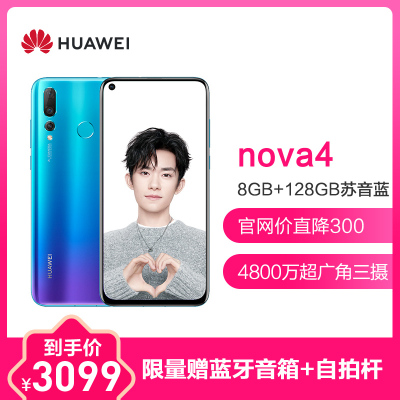 HUAWEI
nova4
8GB+128GB苏音蓝
官网价直降300
4800万超广角三摄
HUAWEI
到手价
¥3099
限量赠蓝牙音箱+自拍杆